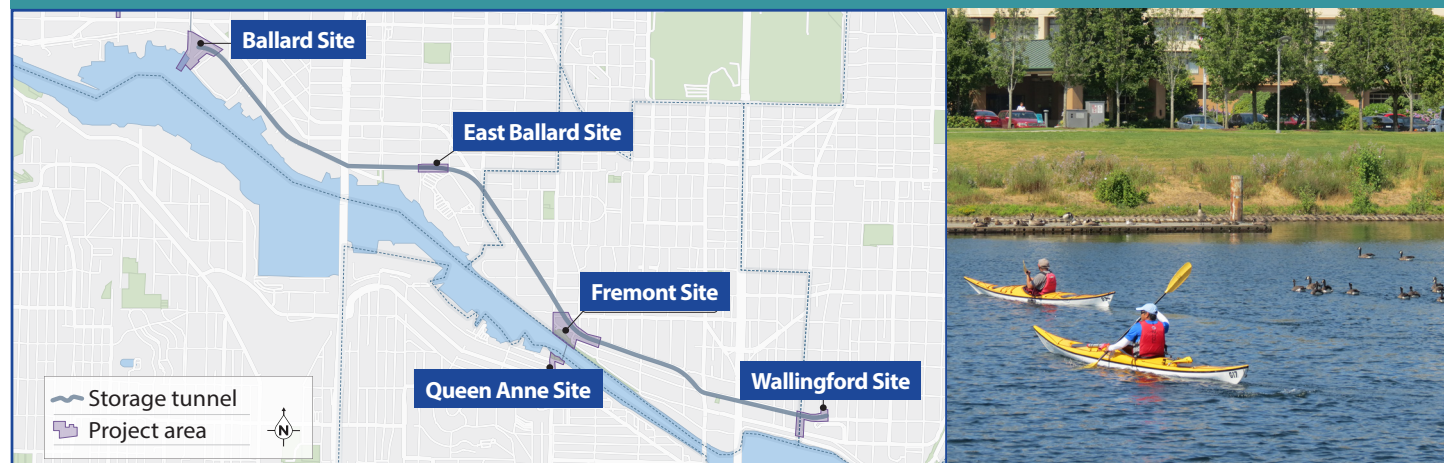 Ballard Site
East Ballard Site
Fremont Site
Queen Anne Site
Wallingford Site
Storage tunnel
Project area
N